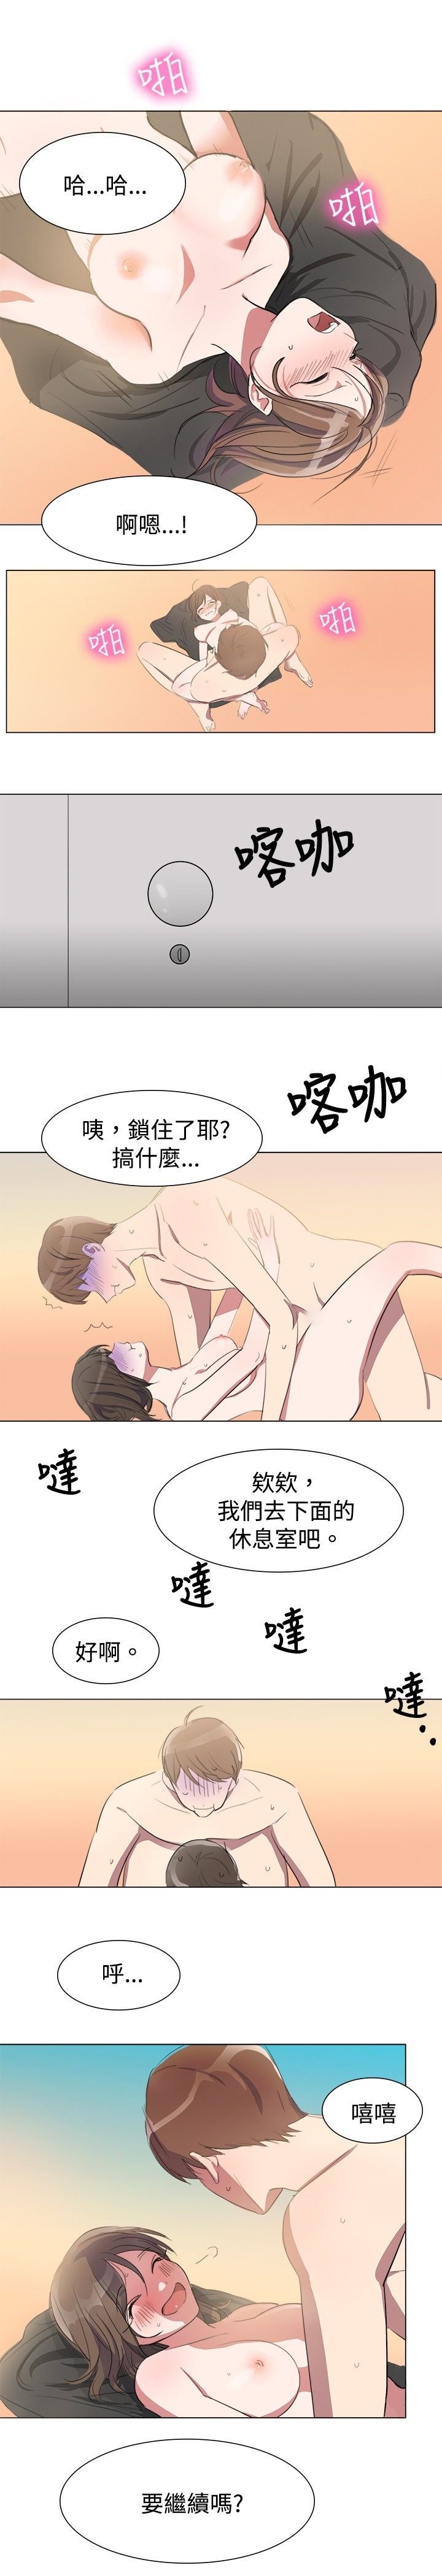 啪
哈...哈...
啪
啊嗯...!
啪
啪
喀咖
喀咖
咦，鎖住了耶?
搞什麼...
噠
欸欸，
我們去下面的
休息室吧。
噠
噠
好啊。
噠..
呼...
嘻嘻
要繼續嗎?